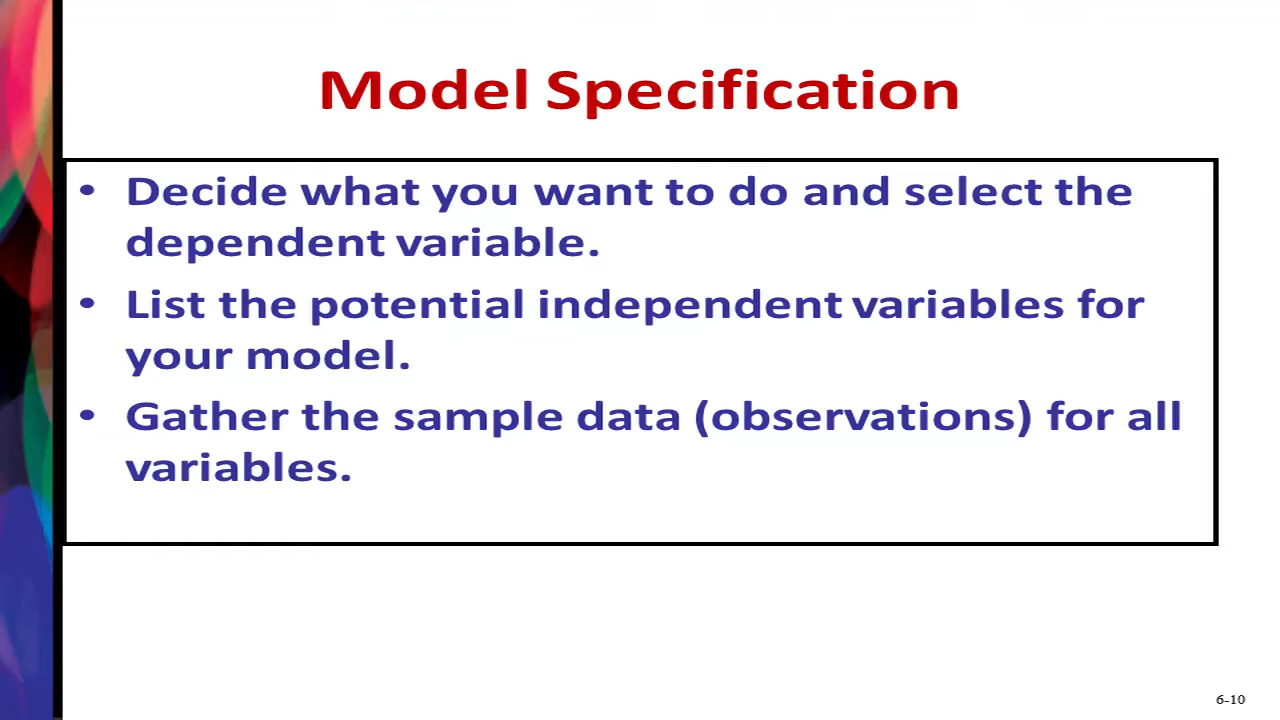 Model Specification
• Decide what you want to do and select the
dependent variable.
• List the potential independent variables for
your model.
• Gather the sample data (observations) for all
variables.
6-10